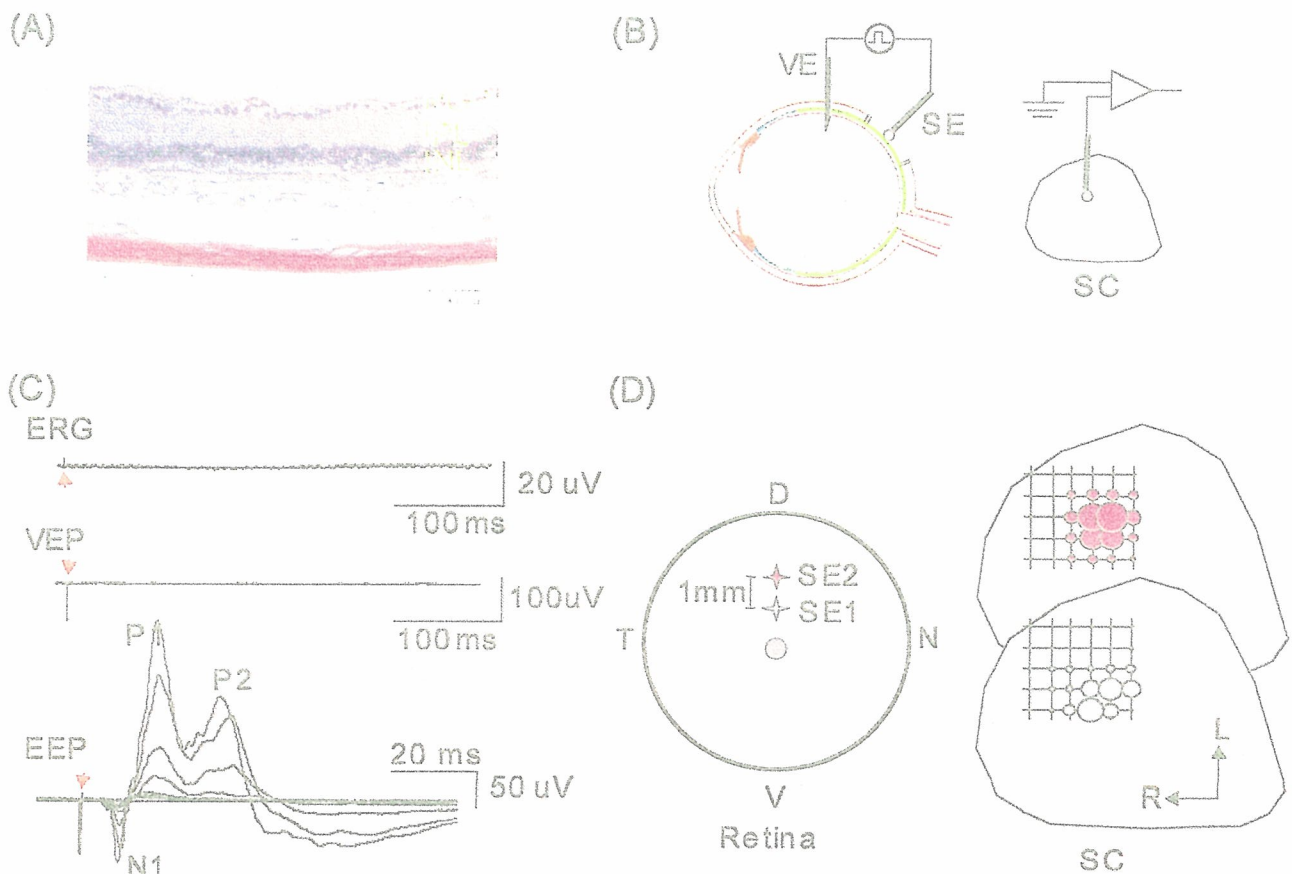 (A)
(B)
VE
SE
SC
(C)
ERG
20 uV
100 ms
VEP
100uV
100 ms
P1
P2
EEP
20 ms
50 uV
N1
(D)
D
1mm
SE2
SE1
T
N
V
Retina
L
R
SC